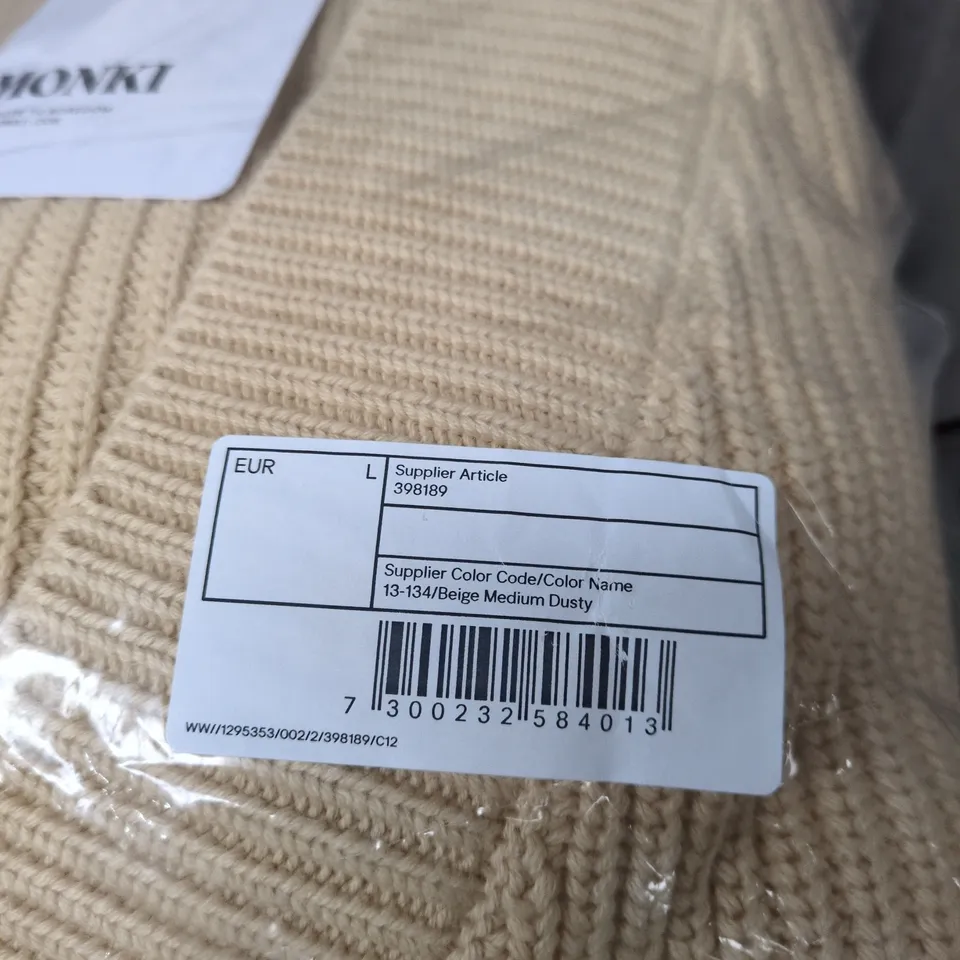 MONKI
EUR L
Supplier Article
398189
Supplier Color Code/Color Name
13-134/Beige Medium Dusty
7 300232 584013
WW//1295353/002/2/398189/C12